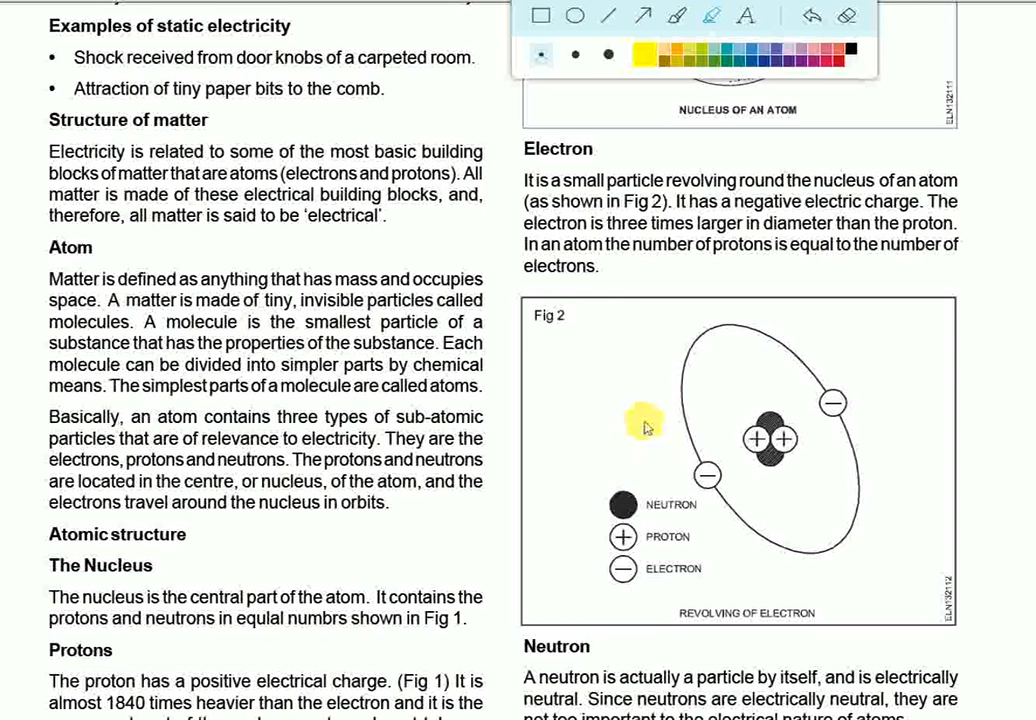 Examples of static electricity
• Shock received from door knobs of a carpeted room.
• Attraction of tiny paper bits to the comb.
Structure of matter
Electricity is related to some of the most basic building
blocks of matter that are atoms (electrons and protons). All
matter is made of these electrical building blocks, and,
therefore, all matter is said to be 'electrical'.
Atom
Matter is defined as anything that has mass and occupies
space. A matter is made of tiny, invisible particles called
molecules. A molecule is the smallest particle of a
substance that has the properties of the substance. Each
molecule can be divided into simpler parts by chemical
means. The simplest parts of a molecule are called atoms.
Basically, an atom contains three types of sub-atomic
particles that are of relevance to electricity. They are the
electrons, protons and neutrons. The protons and neutrons
are located in the centre, or nucleus, of the atom, and the
electrons travel around the nucleus in orbits.
Atomic structure
The Nucleus
The nucleus is the central part of the atom. It contains the
protons and neutrons in equlal numbrs shown in Fig 1.
Protons
The proton has a positive electrical charge. (Fig 1) It is
almost 1840 times heavier than the electron and it is the
A
NUCLEUS OF AN ATOM
ELN132111
Electron
It is a small particle revolving round the nucleus of an atom
(as shown in Fig 2). It has a negative electric charge. The
electron is three times larger in diameter than the proton.
In an atom the number of protons is equal to the number of
electrons.
Fig 2
NEUTRON
+ PROTON
− ELECTRON
REVOLVING OF ELECTRON
ELN132112
Neutron
A neutron is actually a particle by itself, and is electrically
neutral. Since neutrons are electrically neutral, they are
not too important to the electrical nature of atoms.